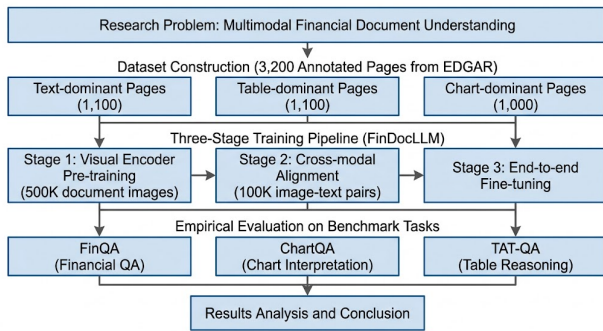 Research Problem: Multimodal Financial Document Understanding
Dataset Construction (3,200 Annotated Pages from EDGAR)
Text-dominant Pages
(1,100)
Table-dominant Pages
(1,100)
Chart-dominant Pages
(1,000)
Three-Stage Training Pipeline (FinDocLLM)
Stage 1: Visual Encoder
Pre-training
(500K document images)
Stage 2: Cross-modal
Alignment
(100K image-text pairs)
Stage 3: End-to-end
Fine-tuning
Empirical Evaluation on Benchmark Tasks
FinQA
(Financial QA)
ChartQA
(Chart Interpretation)
TAT-QA
(Table Reasoning)
Results Analysis and Conclusion